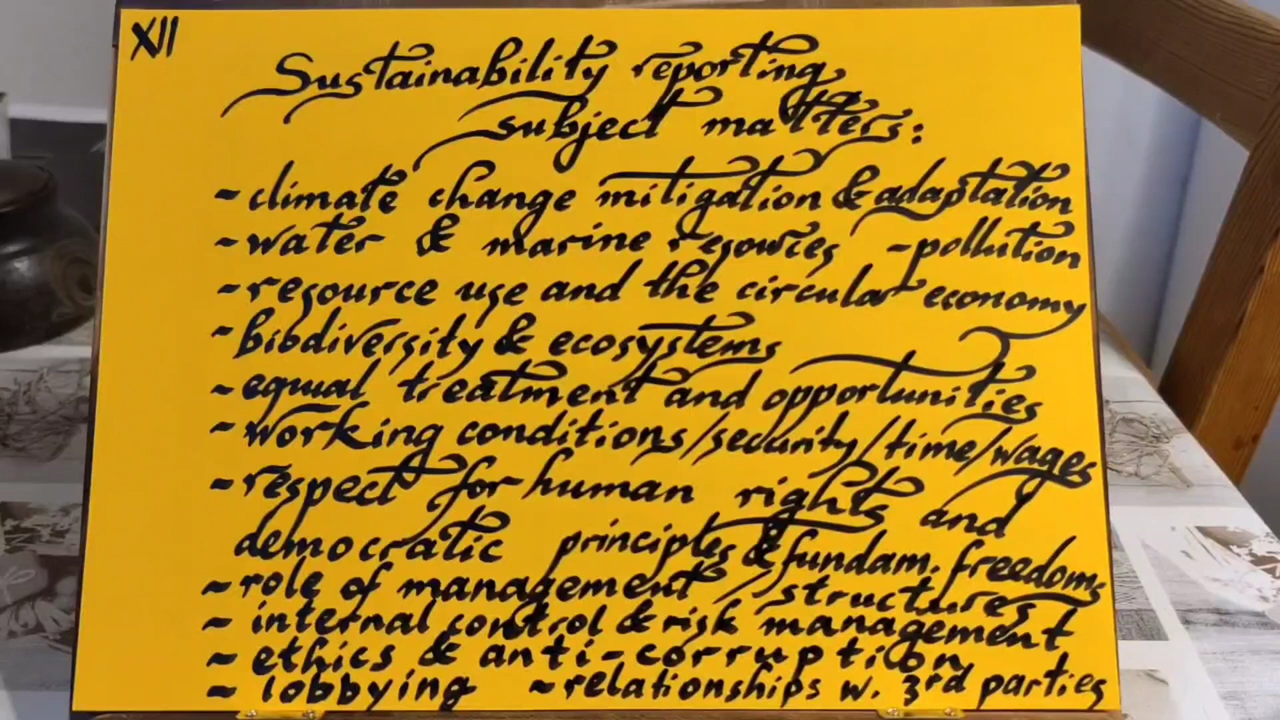 XII
Sustainability reporting
subject matters:
~ climate change mitigation & adaptation
~ water & marine resources ~ pollution
~ resource use and the circular economy
~ biodiversity & ecosystems
~ equal treatment and opportunities
~ working conditions/security/time/wages
~ respect for human rights and
democratic principles & fundam. freedoms
~ role of management / structures
~ internal control & risk management
~ ethics & anti-corruption
~ lobbying ~ relationships w. 3rd parties